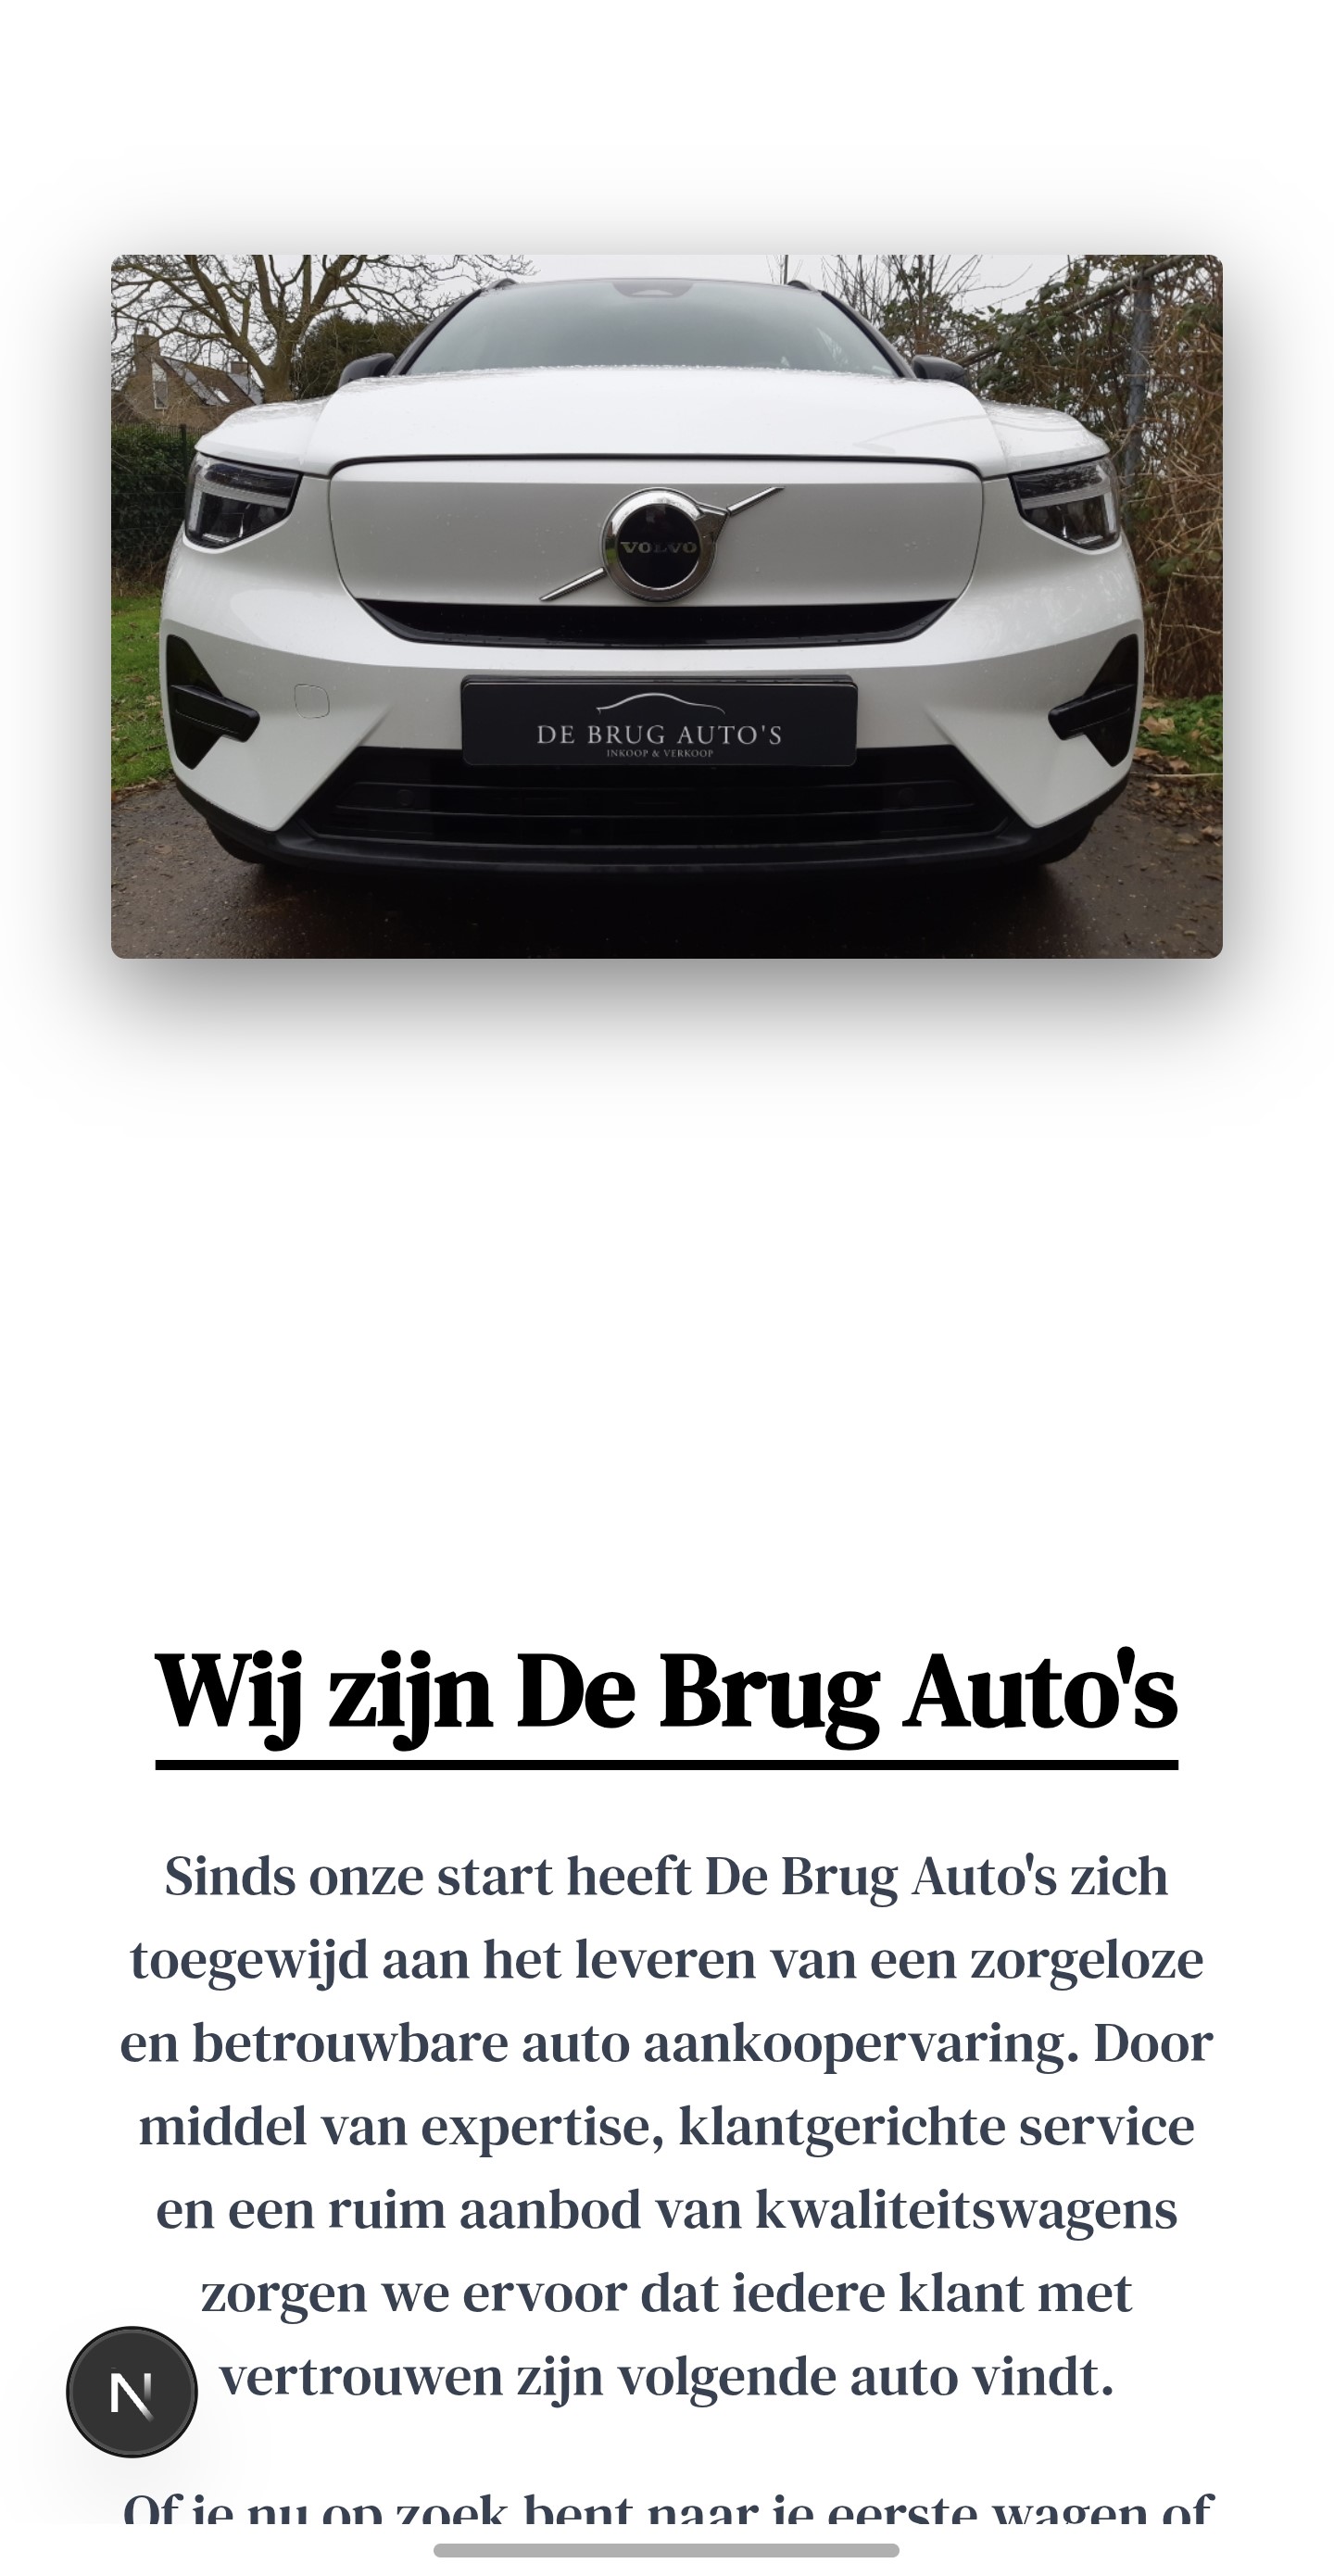 VOLVO
DE BRUG AUTO'S
INKOOP & VERKOOP
Wij zijn De Brug Auto's
Sinds onze start heeft De Brug Auto's zich
toegewijd aan het leveren van een zorgeloze
en betrouwbare auto aankoopervaring. Door
middel van expertise, klantgerichte service
en een ruim aanbod van kwaliteitswagens
zorgen we ervoor dat iedere klant met
vertrouwen zijn volgende auto vindt.
N
Of je nu op zoek bent naar je eerste wagen of